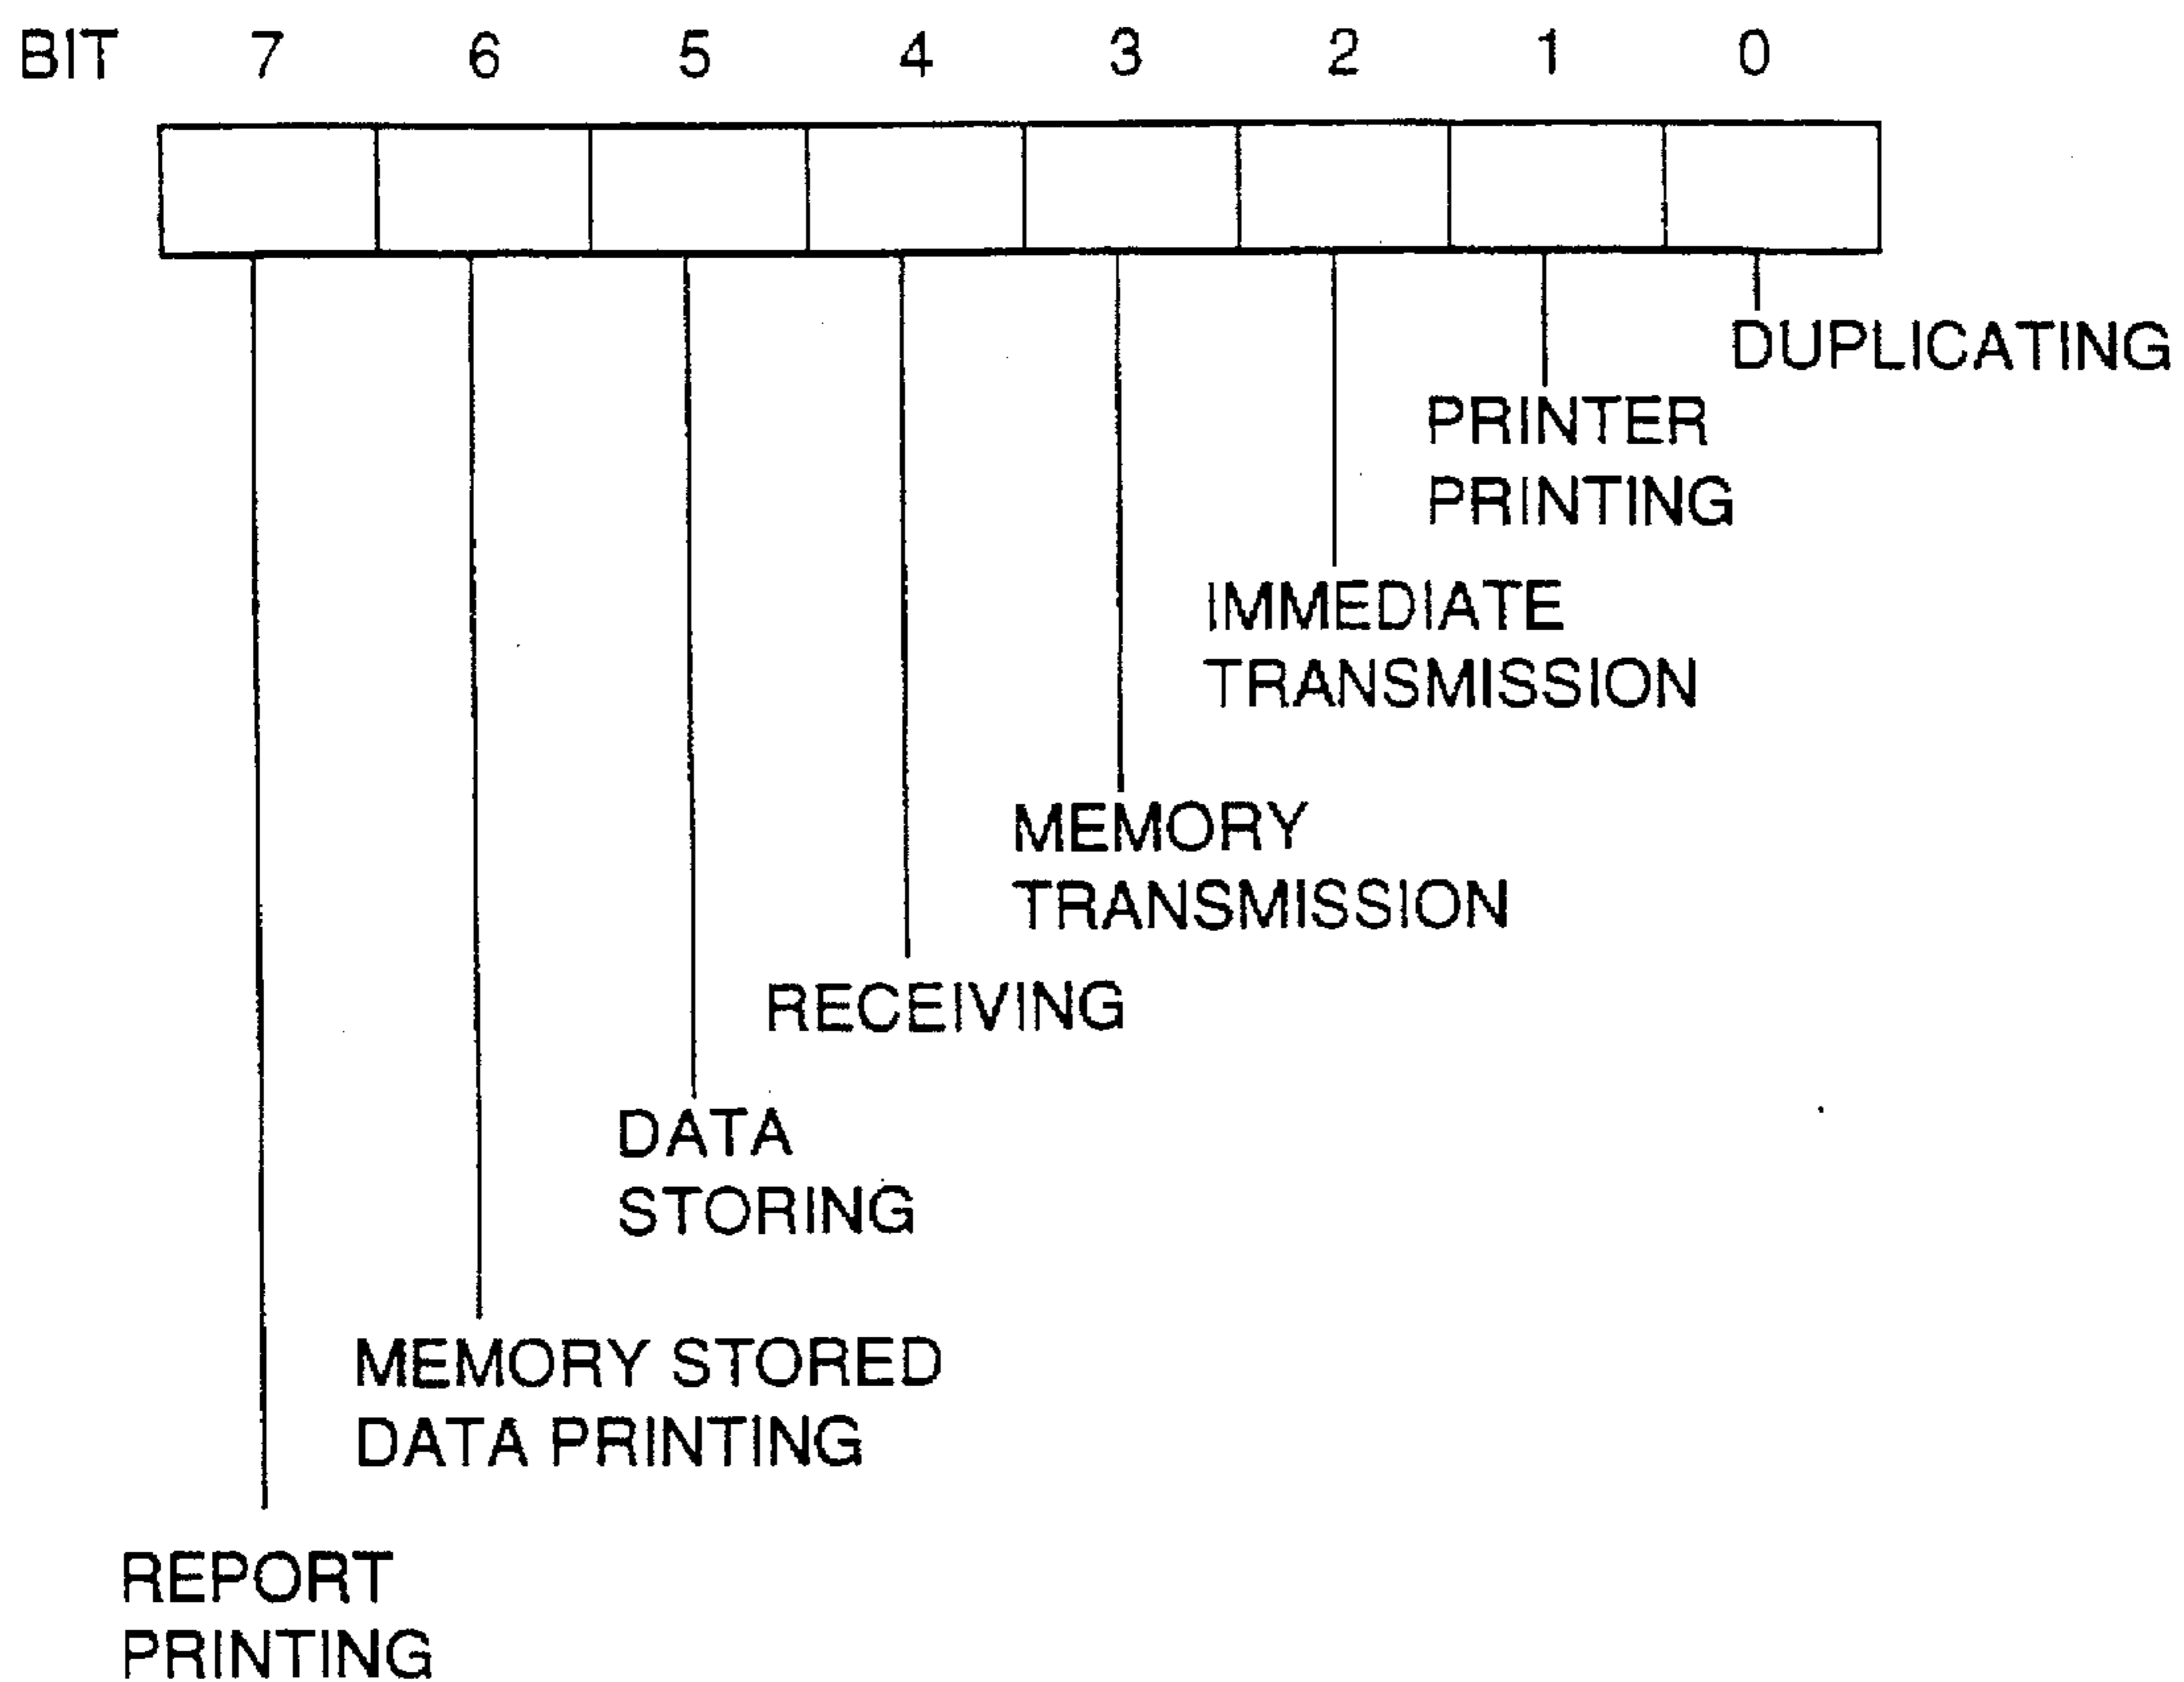 BIT 7 6 5 4 3 2 1 0
DUPLICATING
PRINTER
PRINTING
IMMEDIATE
TRANSMISSION
MEMORY
TRANSMISSION
RECEIVING
DATA
STORING
MEMORY STORED
DATA PRINTING
REPORT
PRINTING